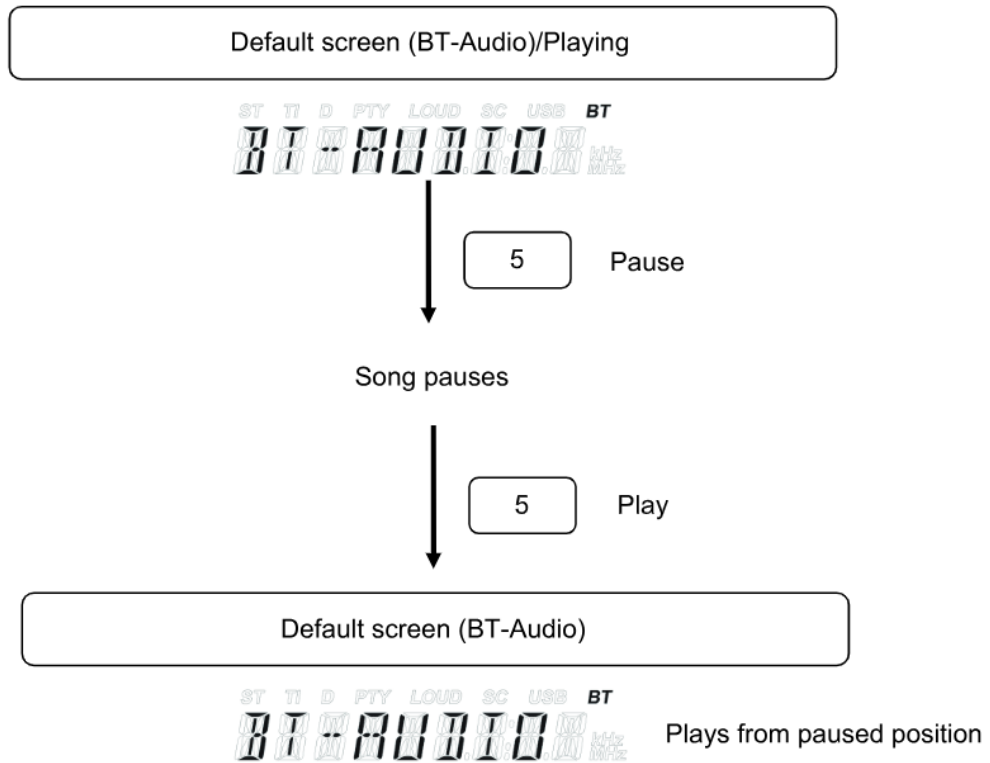 Default screen (BT-Audio)/Playing
ST TI D PTY LOUD SC USB BT
BT-AUDIO kHz MHz
5 Pause
Song pauses
5 Play
Default screen (BT-Audio)
ST TI D PTY LOUD SC USB BT
BT-AUDIO kHz MHz
Plays from paused position